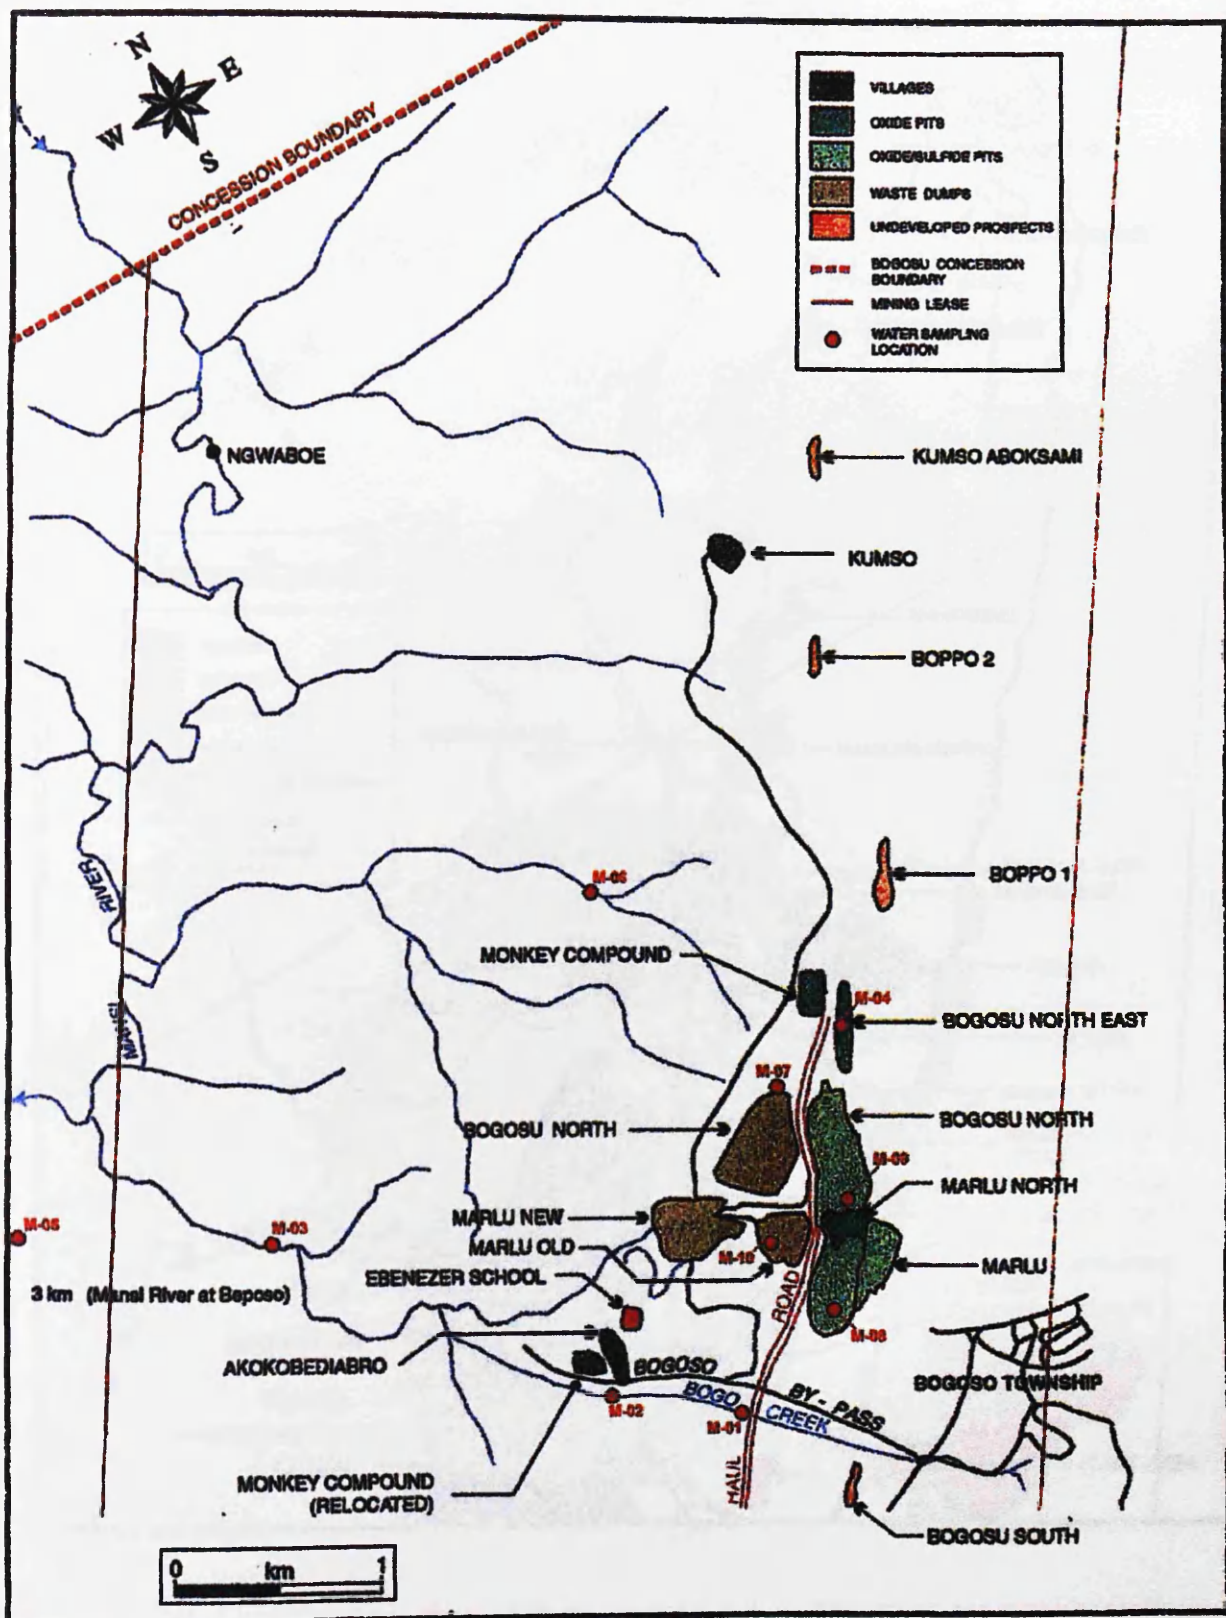 N
E
W
S
CONCESSION BOUNDARY
VILLAGES
OXIDE PITS
OXIDE/SULFIDE PITS
WASTE DUMPS
UNDEVELOPED PROSPECTS
BOGOSU CONCESSION
BOUNDARY
MINING LEASE
WATER SAMPLING
LOCATION
NGWABOE
KUMSO ABOKSAMI
KUMSO
BOPPO 2
RIVER
MANSI
M-06
BOPPO 1
MONKEY COMPOUND
M-04
BOGOSU NORTH EAST
M-07
BOGOSU NORTH
BOGOSU NORTH
M-09
MARLU NORTH
M-05
M-03
MARLU NEW
MARLU OLD
M-10
MARLU
EBENEZER SCHOOL
3 km (Mansi River at Beposo)
ROAD
M-08
AKOKOBEDIABRO
BOGOSO
BY - PASS
BOGOSO TOWNSHIP
BOGO
CREEK
M-02
M-01
HAUL
MONKEY COMPOUND
(RELOCATED)
BOGOSU SOUTH
0 km 1